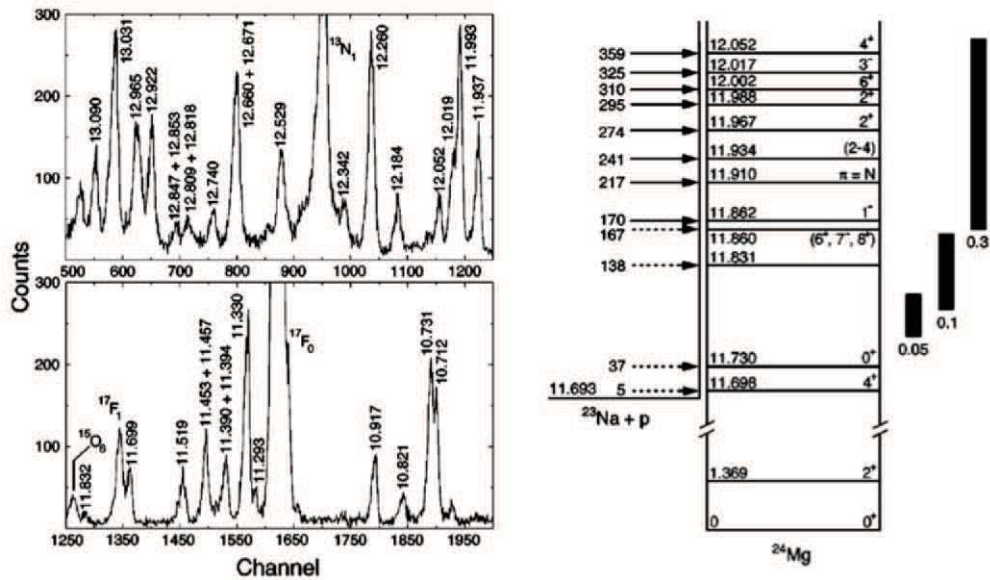 Counts
300
200
100
13.090
13.031
12.965
12.922
12.847 + 12.853
12.809 + 12.818
12.740
12.660 + 12.671
12.529
¹³N₁
12.342
12.260
12.184
12.052
12.019
11.993
11.937
500 600 700 800 900 1000 1100 1200
300
200
100
¹⁵O₆
11.832
¹⁷F₁
11.699
11.519
11.453 + 11.457
11.390 + 11.394
11.330
11.293
¹⁷F₀
10.917
10.821
10.731
10.712
1250 1350 1450 1550 1650 1750 1850 1950
Channel
359 12.052 4⁺
325 12.017 3⁻
310 12.002 6⁺
295 11.988 2⁺
274 11.967 2⁺
241 11.934 (2-4)
217 11.910 π = N
170 11.862 1⁻
167 11.860 (6⁺, 7⁻, 8⁺)
138 11.831
37 11.730 0⁺
11.693 5 11.698 4⁺
²³Na + p
1.369 2⁺
0 0⁺
²⁴Mg
0.3
0.1
0.05